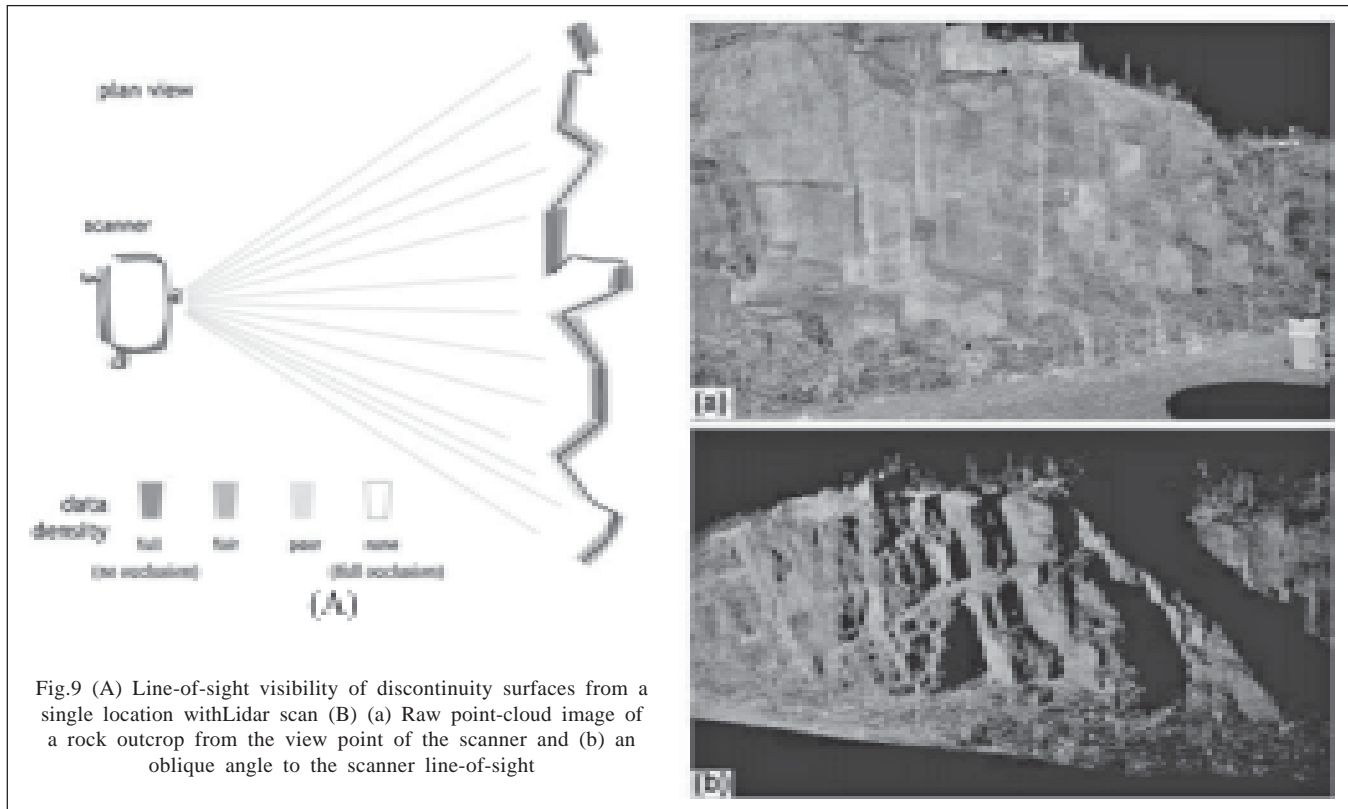 plan view
scanner
data
density
full
fair
poor
none
(no occlusion)
(full occlusion)
(A)
Fig.9 (A) Line-of-sight visibility of discontinuity surfaces from a
single location withLidar scan (B) (a) Raw point-cloud image of
a rock outcrop from the view point of the scanner and (b) an
oblique angle to the scanner line-of-sight
(a)
(b)